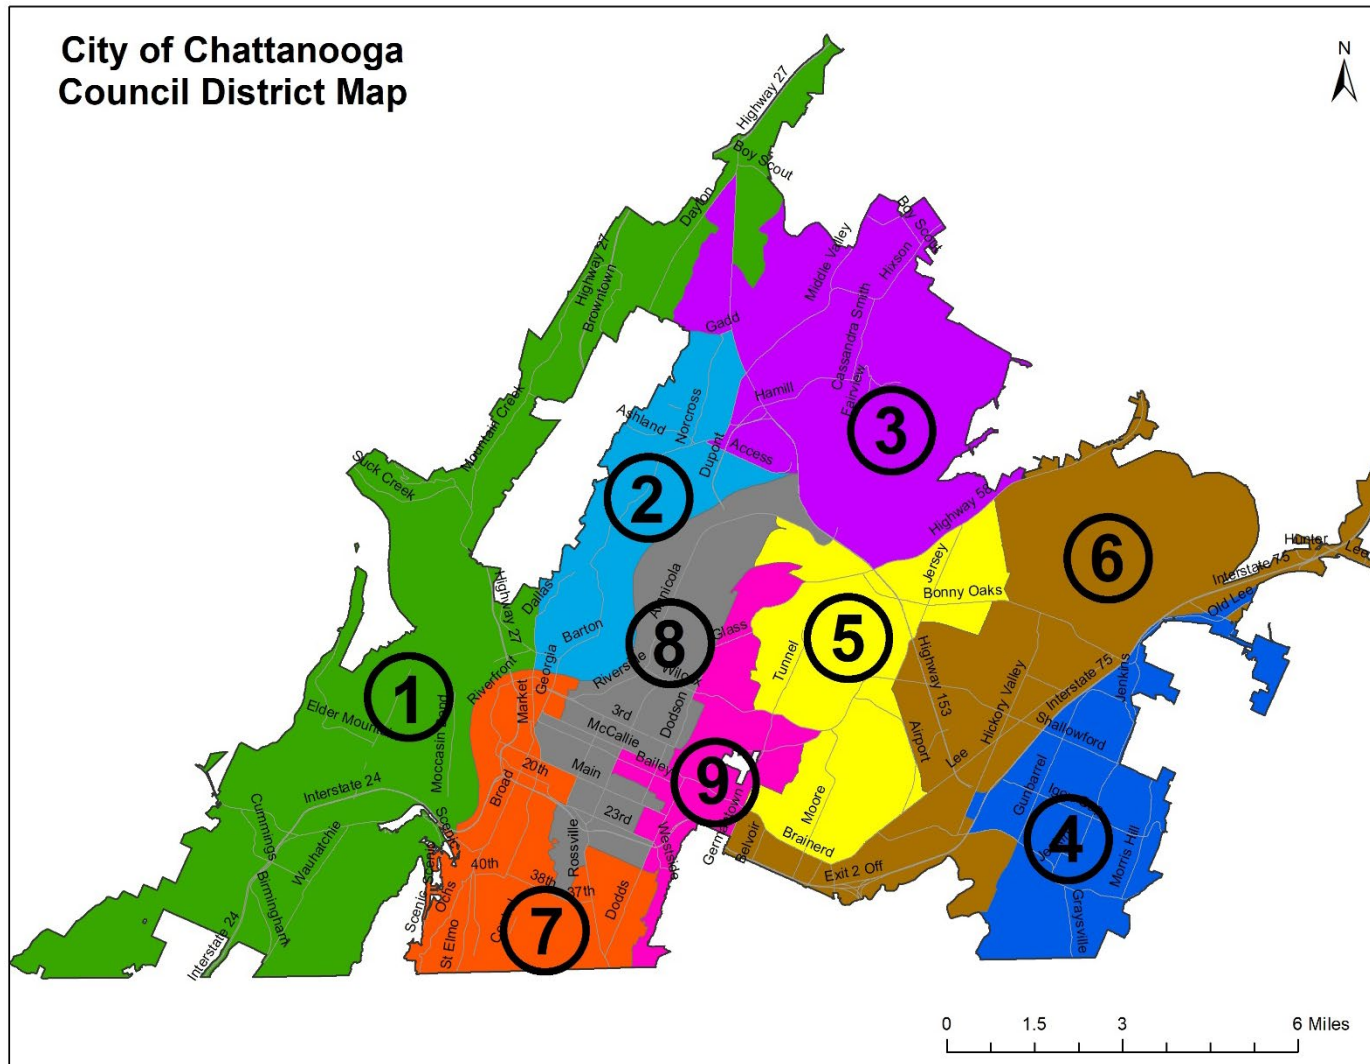 City of Chattanooga
Council District Map
N
Highway 27
Boy Scout
Dayton
Boy Scout
Middle Valley
Hixson
Highway 27
Browntown
Cassandra Smith
Gadd
Fairview
Hamill
Mountain Creek
Norcross
Ashland
3
Access
Dupont
Suck Creek
2
Highway 58
Hunter
Lee
Interstate 75
6
Jersey
Bonny Oaks
Old Lee
Highway 27
Dallas
Barton
Glass
8
5
Tunnel
Riverside
Georgia
Riverfront
Market
1
Moccasin Bend
3rd
McCallie
Dodson
Highway 153
Hickory Valley
Interstate 75
Jenkins
Shallowford
Airport
Lee
Main
Bailey
20th
Broad
Interstate 24
9
Moore
Gunbarrel
Cummings
Wauhatchie
Scenic
23rd
Rossville
Westside
Belvoir
Brainerd
4
Morris Hill
Exit 2 Off
40th
38th
37th
Dodds
Scenic
Scenic
Ochs
St Elmo
7
Birmingham
Interstate 24
Graysville
0 1.5 3 6 Miles